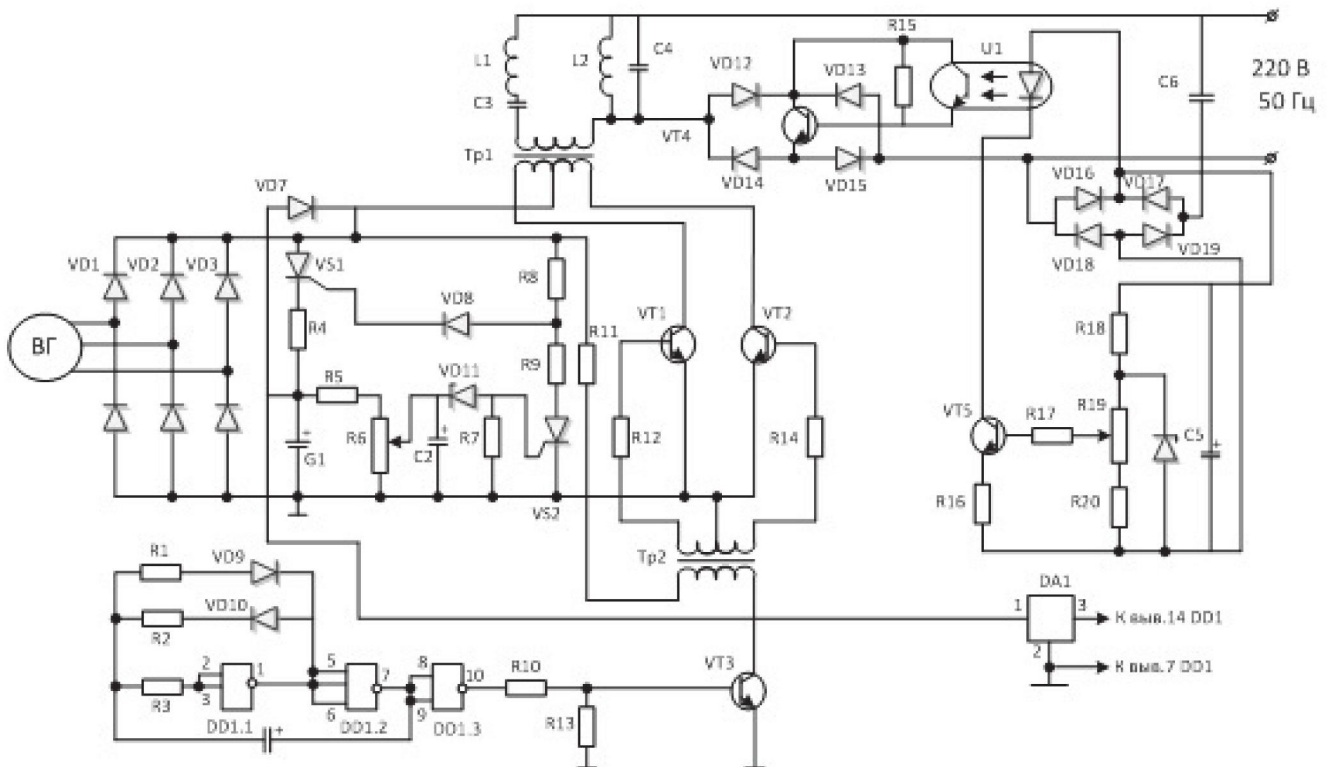 R15
U1
L1
L2
C4
VD12
VD13
C6
220 В
50 Гц
C3
VT4
Тр1
VD14
VD15
VD16
VD17
VD7
VD18
VD19
VD1
VD2
VD3
VS1
R8
VD8
VT1
VT2
R18
R4
R11
ВГ
R9
R5
VD11
VT5
R17
R19
C5
R6
C2
R7
R12
R14
G1
R16
R20
VS2
R1
VD9
Тр2
DA1
VD10
1
3
К выв.14 DD1
R2
2
К выв.7 DD1
VT3
2
1
5
7
8
10
R10
3
6
9
R3
R13
DD1.1
+
DD1.2
DD1.3
+
+
+